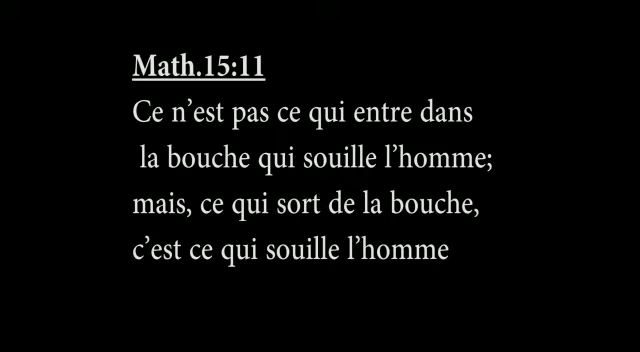 Math.15:11
Ce n’est pas ce qui entre dans
la bouche qui souille l’homme;
mais, ce qui sort de la bouche,
c’est ce qui souille l’homme